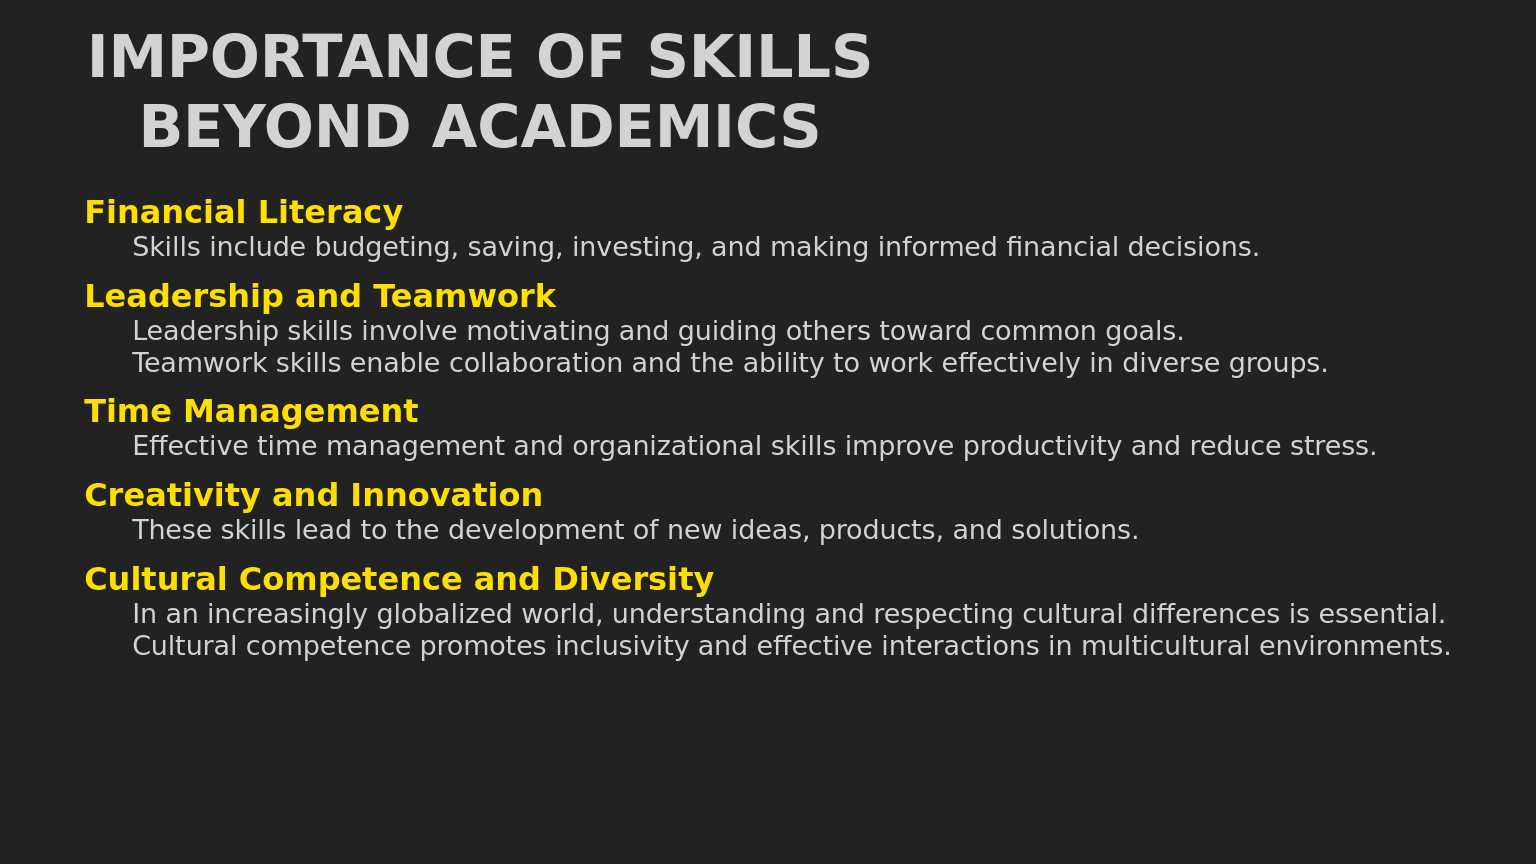 IMPORTANCE OF SKILLS
BEYOND ACADEMICS
Financial Literacy
Skills include budgeting, saving, investing, and making informed financial decisions.
Leadership and Teamwork
Leadership skills involve motivating and guiding others toward common goals.
Teamwork skills enable collaboration and the ability to work effectively in diverse groups.
Time Management
Effective time management and organizational skills improve productivity and reduce stress.
Creativity and Innovation
These skills lead to the development of new ideas, products, and solutions.
Cultural Competence and Diversity
In an increasingly globalized world, understanding and respecting cultural differences is essential.
Cultural competence promotes inclusivity and effective interactions in multicultural environments.